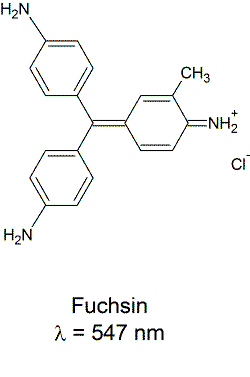 H₂N
CH₃
NH₂⁺
Cl⁻
H₂N
Fuchsin
λ = 547 nm